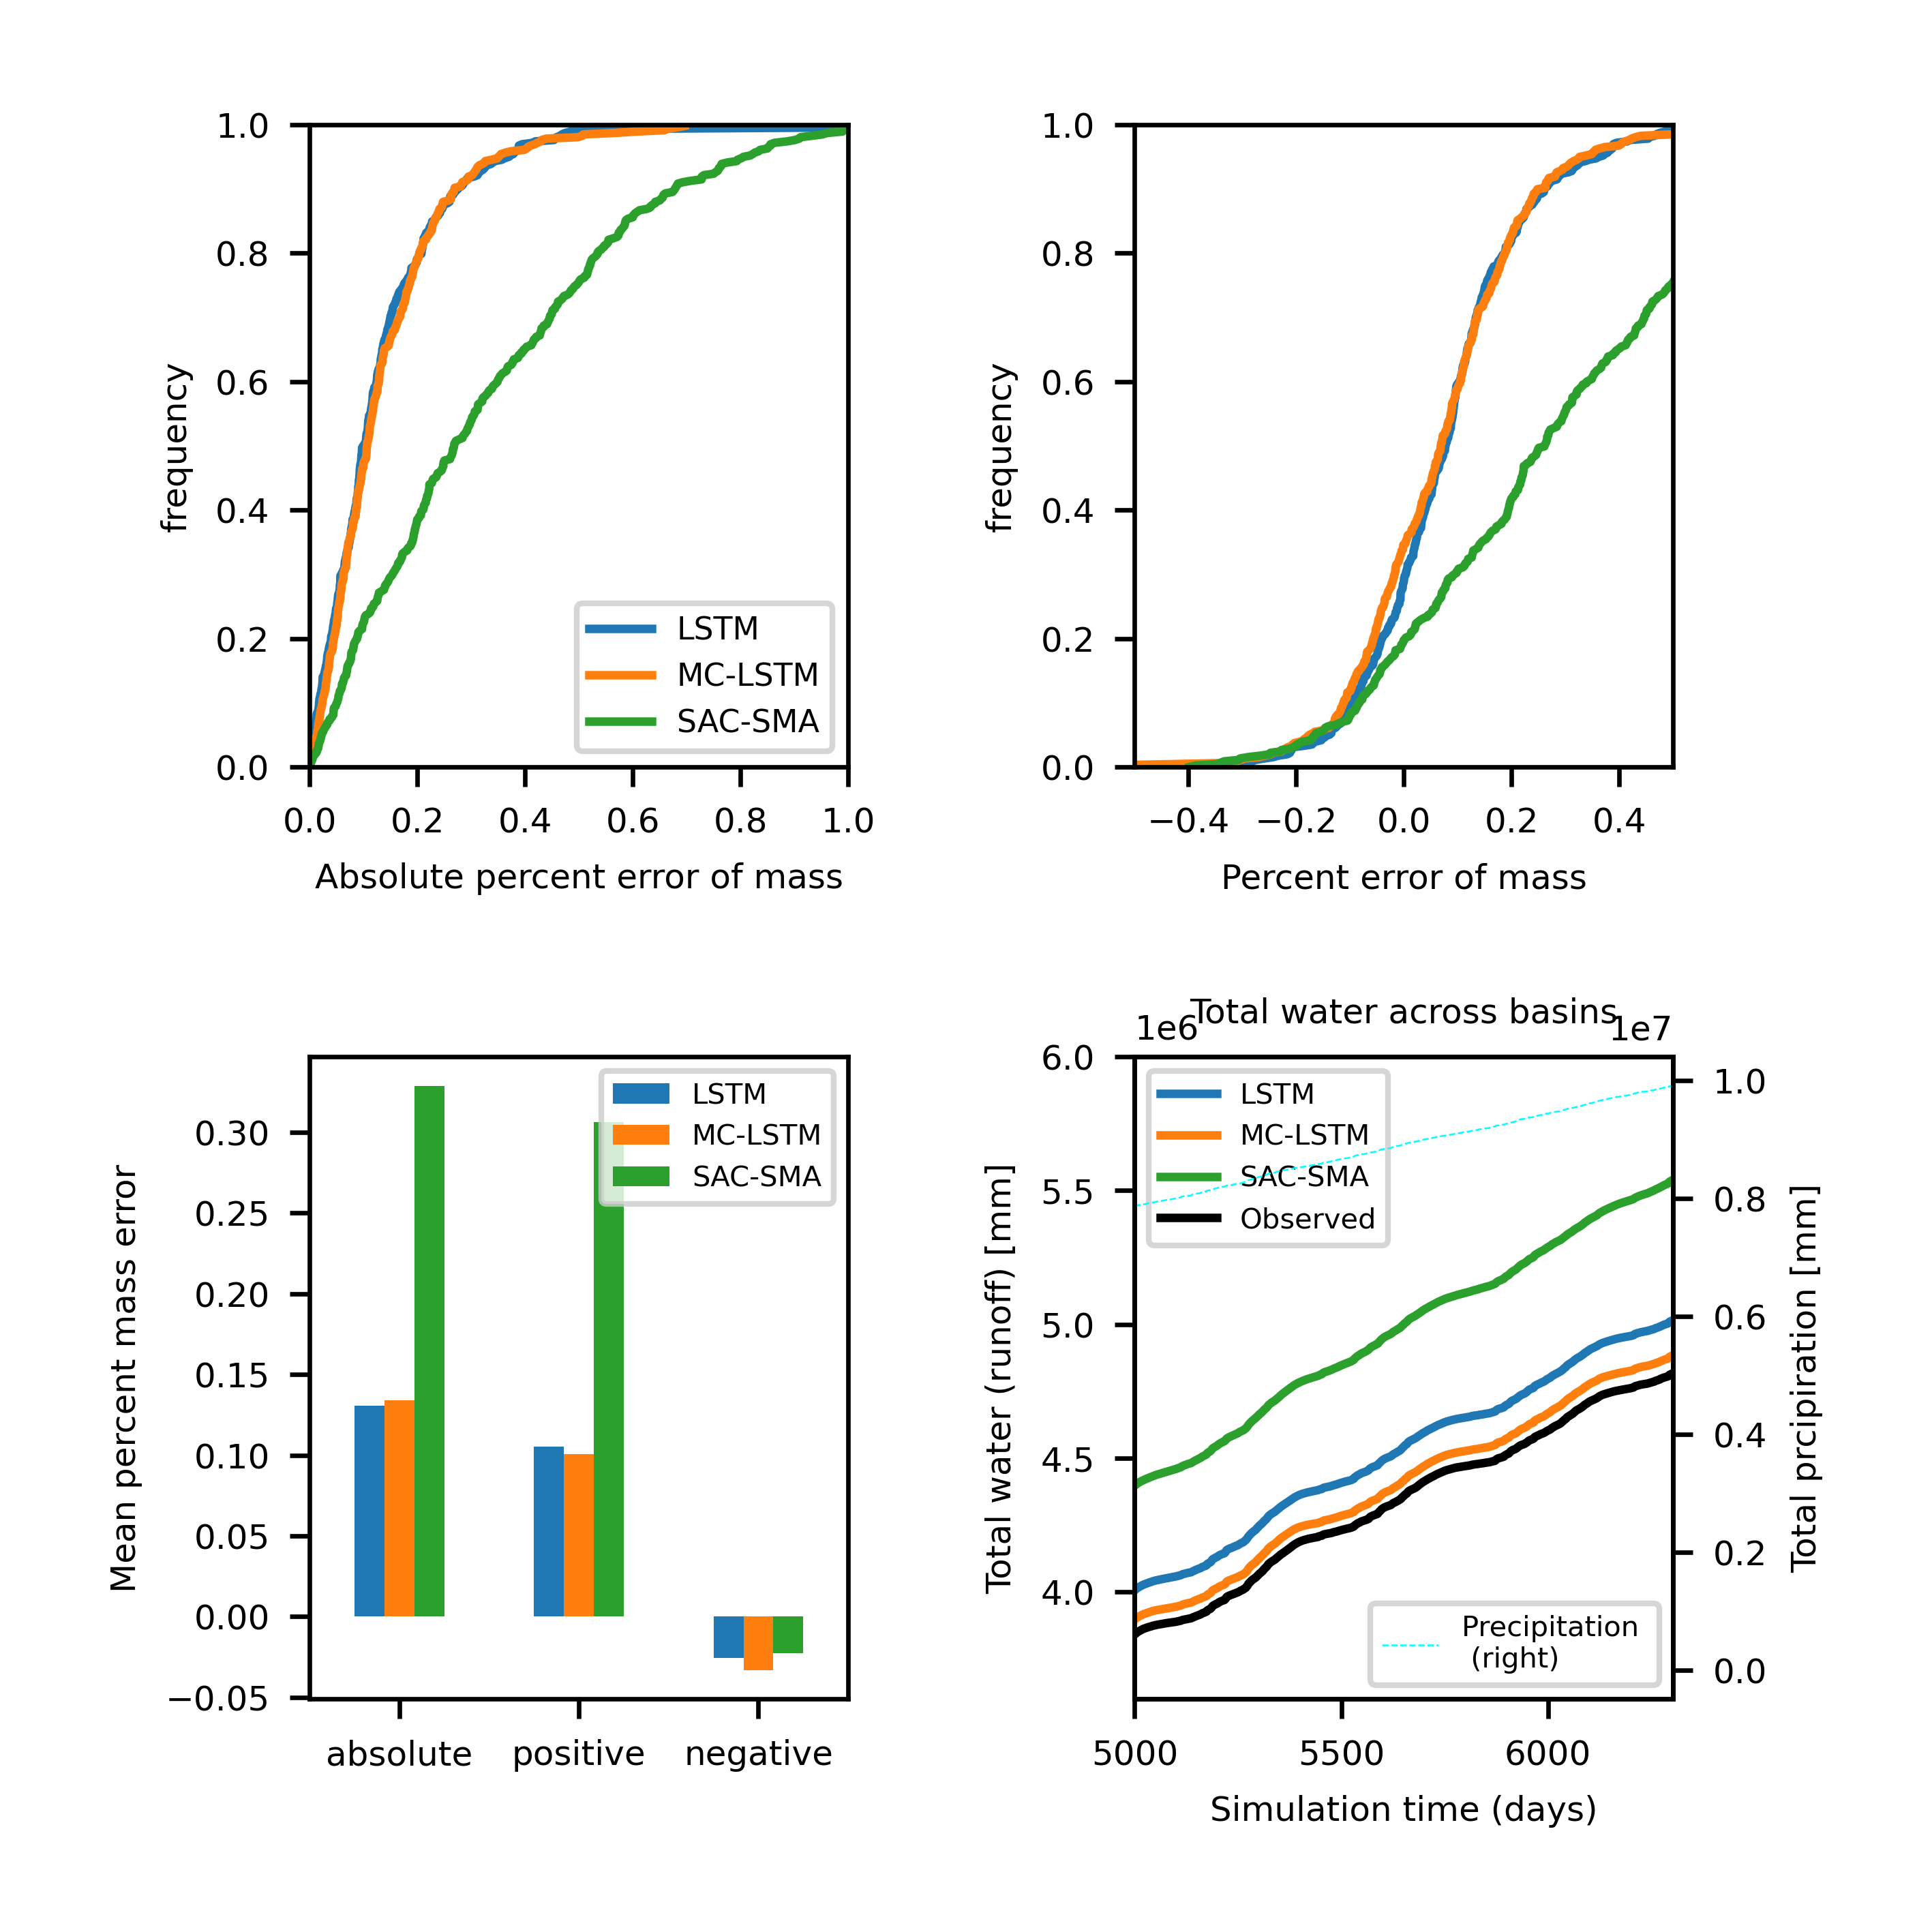 1.0
0.8
0.6
0.4
0.2
0.0
frequency
LSTM
MC-LSTM
SAC-SMA
0.0 0.2 0.4 0.6 0.8 1.0
Absolute percent error of mass
1.0
0.8
0.6
0.4
0.2
0.0
frequency
−0.4 −0.2 0.0 0.2 0.4
Percent error of mass
0.30
0.25
0.20
0.15
0.10
0.05
0.00
−0.05
Mean percent mass error
LSTM
MC-LSTM
SAC-SMA
absolute positive negative
Total water across basins
1e6 1e7
6.0
5.5
5.0
4.5
4.0
Total water (runoff) [mm]
LSTM
MC-LSTM
SAC-SMA
Observed
Precipitation
(right)
1.0
0.8
0.6
0.4
0.2
0.0
Total prcipiration [mm]
5000 5500 6000
Simulation time (days)